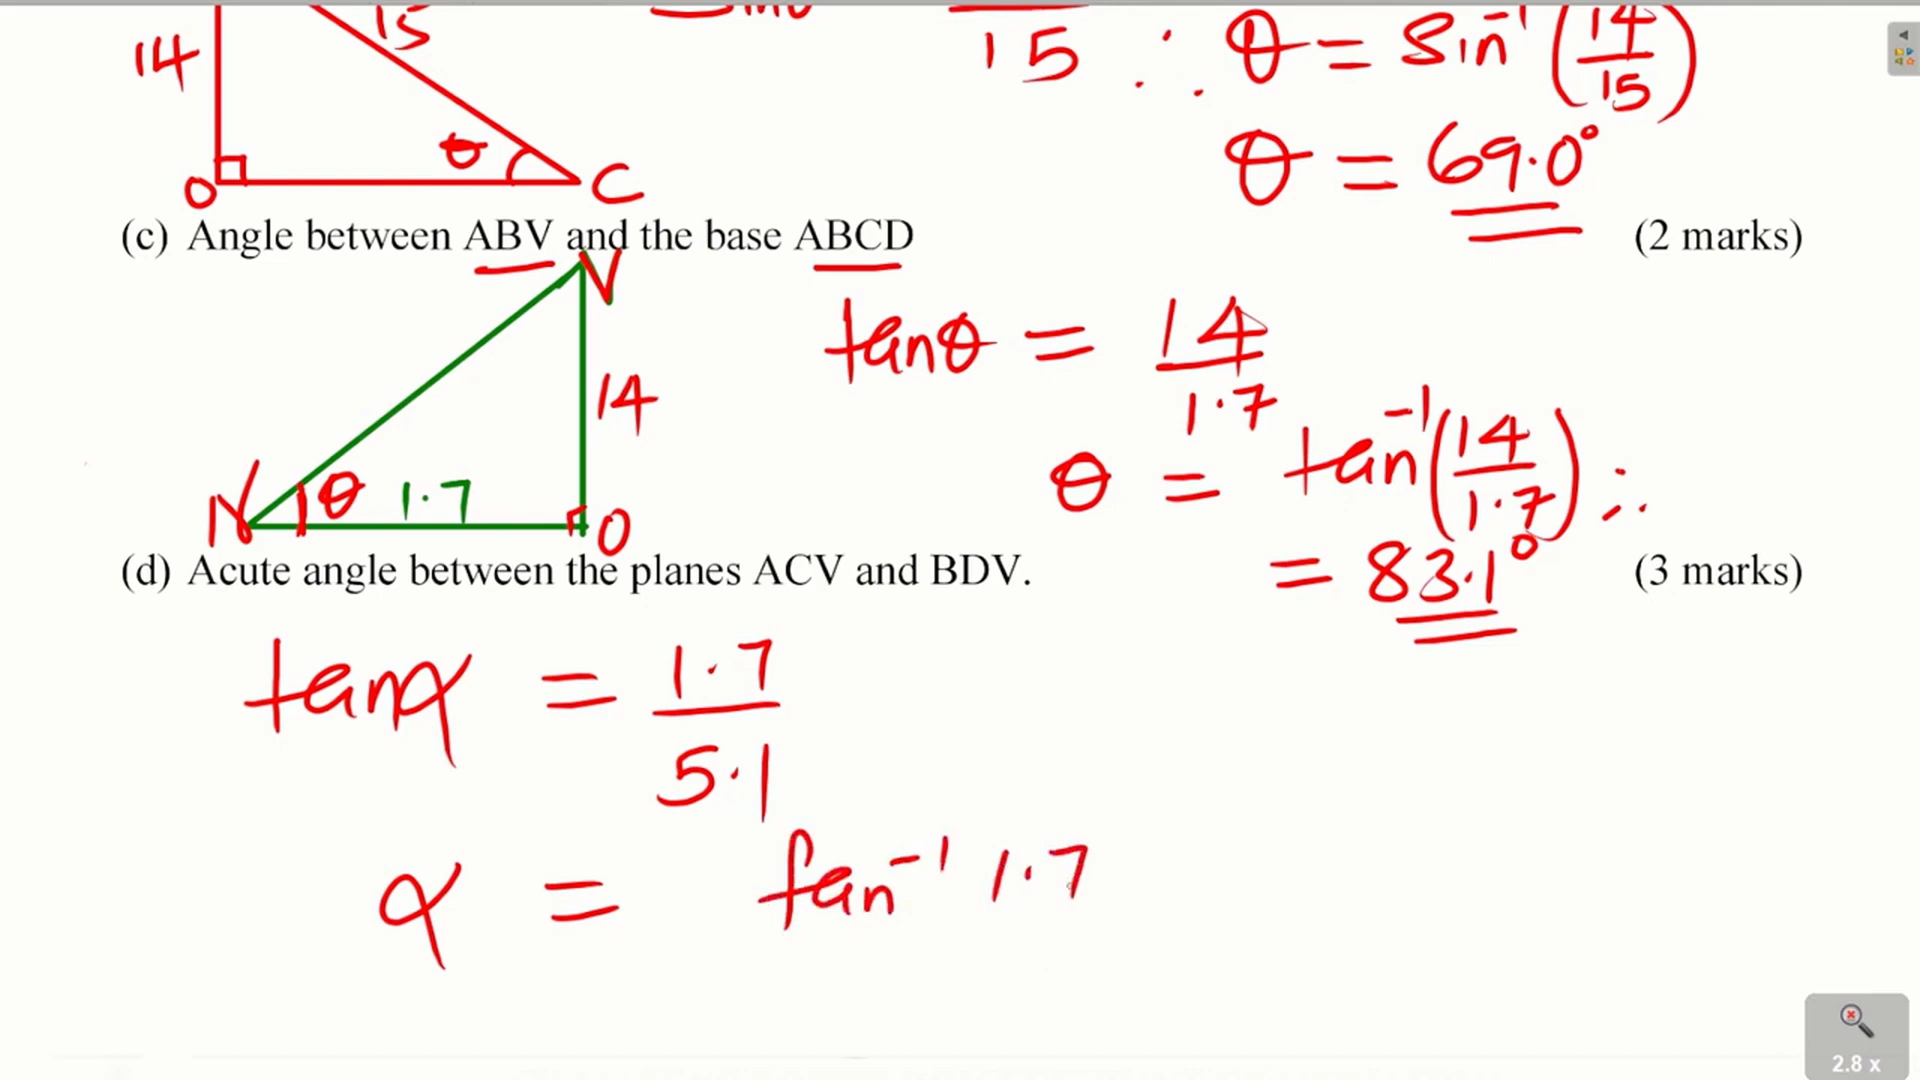 14 15 15 ∴ θ = Sin⁻¹(14/15)
O θ C θ = 69.0°
(c) Angle between ABV and the base ABCD (2 marks)
V
tanθ = 14/1.7
14
N θ 1.7 O θ = tan⁻¹(14/1.7) ∴
= 83.1°
(d) Acute angle between the planes ACV and BDV. (3 marks)
tanα = 1.7/5.1
α = tan⁻¹ 1.7
2.8 x